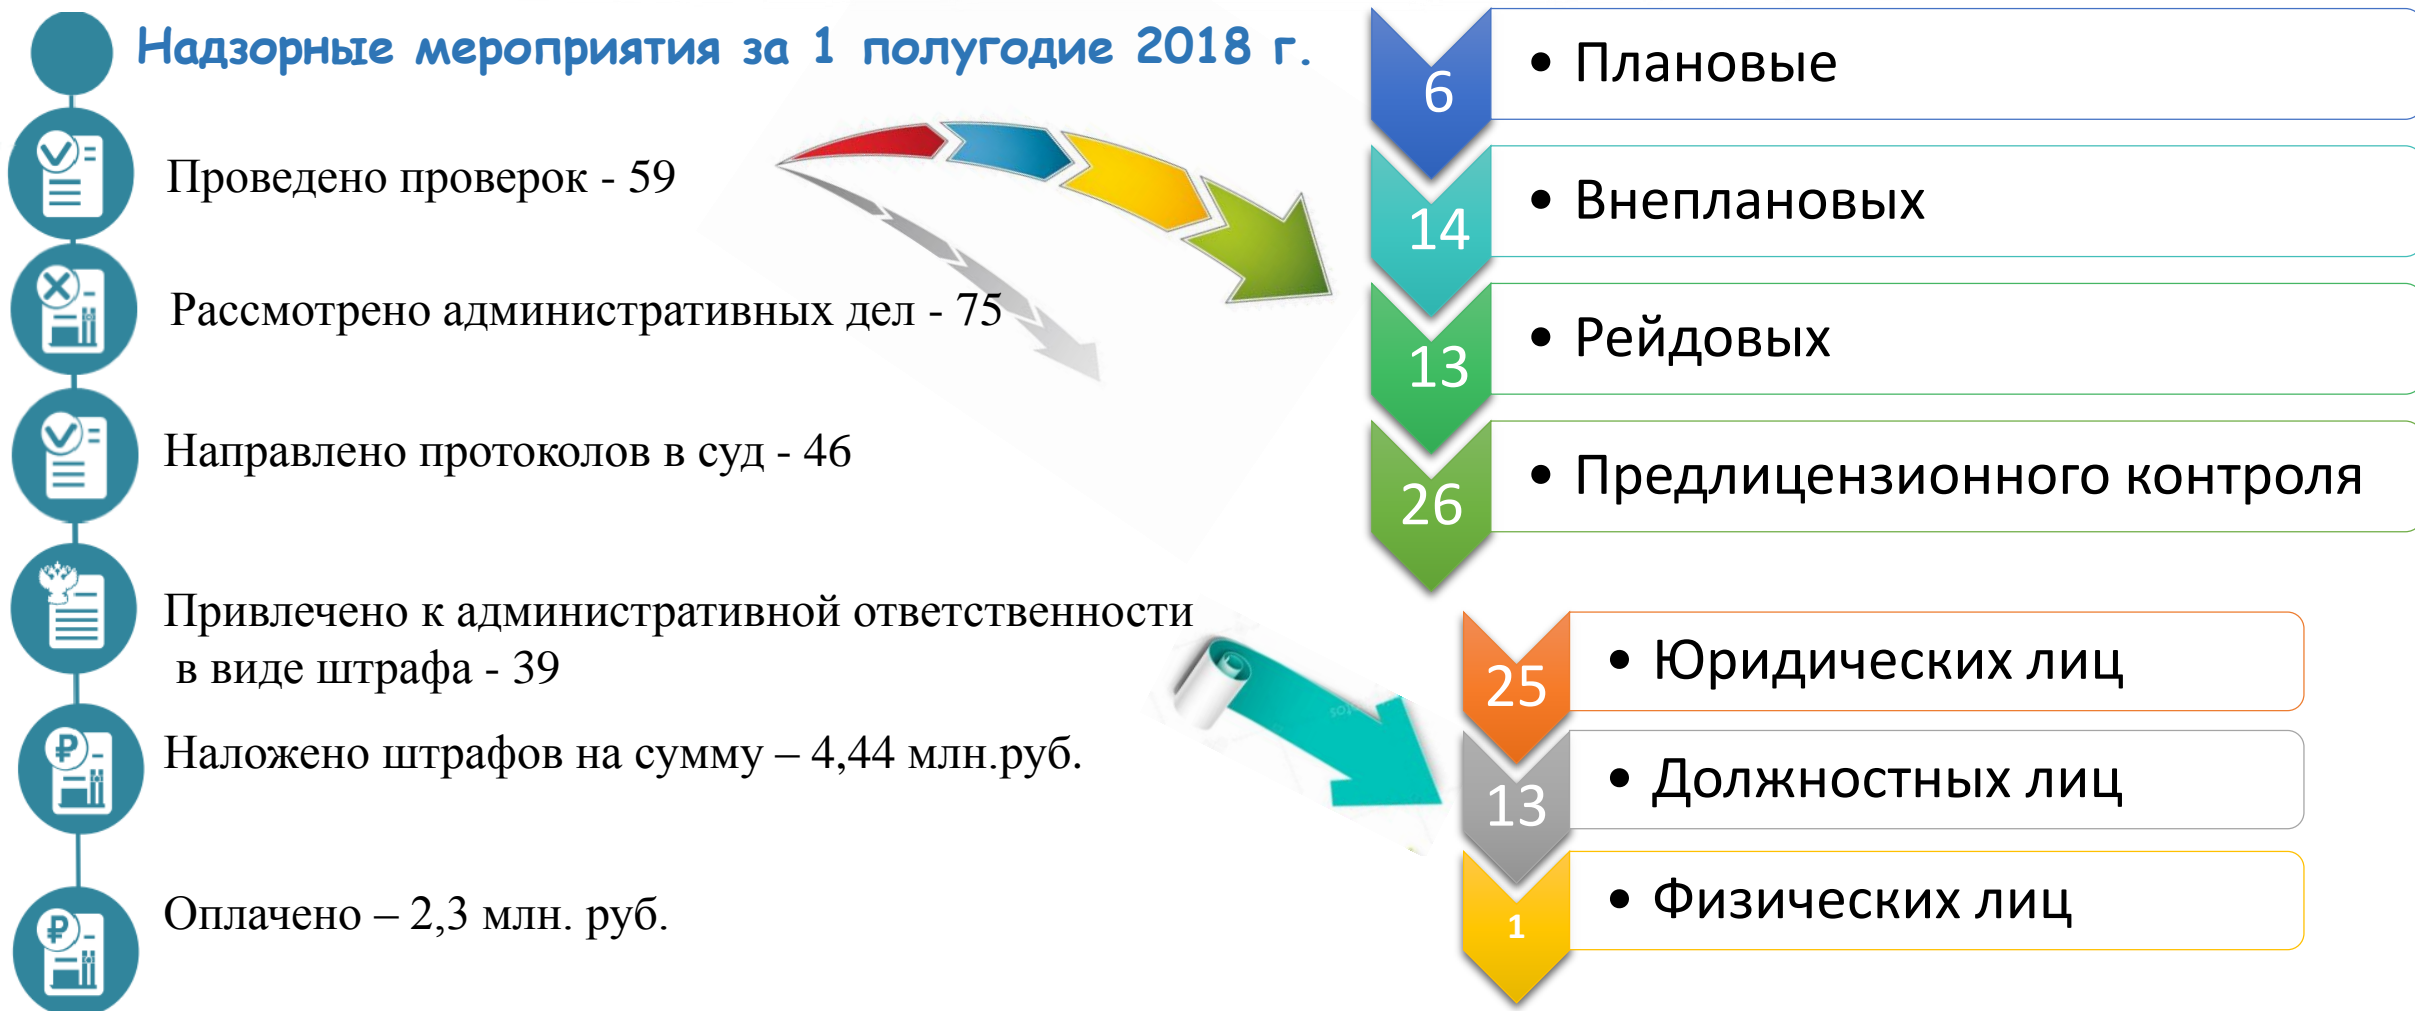 Надзорные мероприятия за 1 полугодие 2018 г.
Проведено проверок - 59
Рассмотрено административных дел - 75
Направлено протоколов в суд - 46
Привлечено к административной ответственности
в виде штрафа - 39
Наложено штрафов на сумму – 4,44 млн.руб.
Оплачено – 2,3 млн. руб.
6
• Плановые
14
• Внеплановых
13
• Рейдовых
26
• Предлицензионного контроля
25
• Юридических лиц
13
• Должностных лиц
1
• Физических лиц